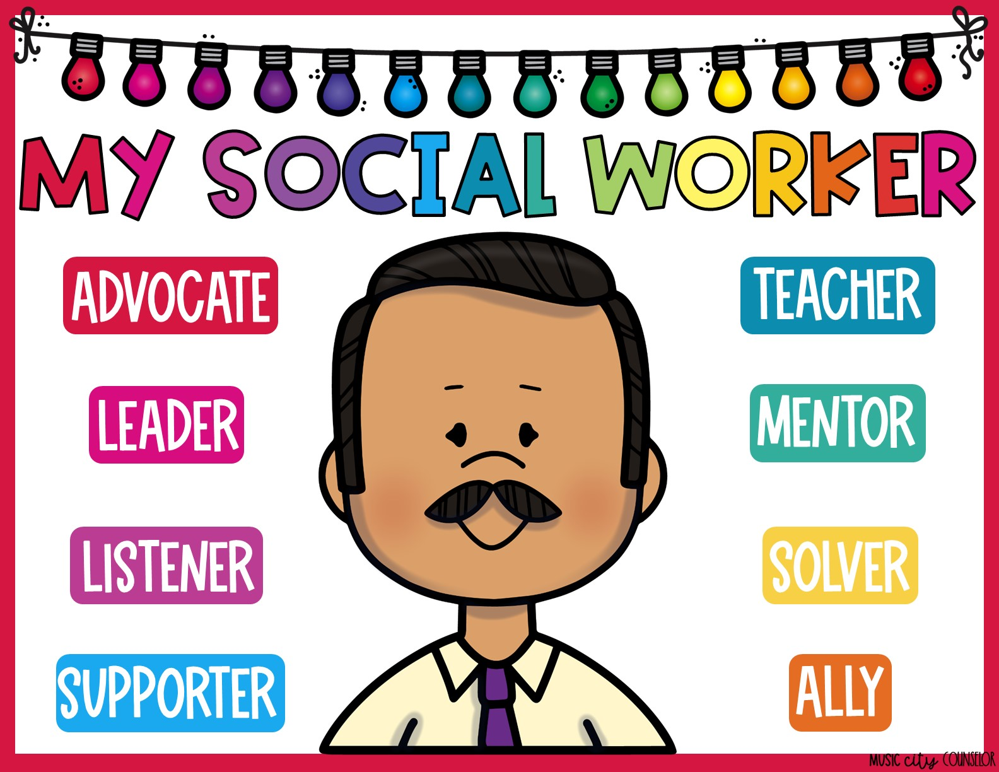 MY SOCIAL WORKER
ADVOCATE
LEADER
LISTENER
SUPPORTER
TEACHER
MENTOR
SOLVER
ALLY
MUSIC city COUNSELOR